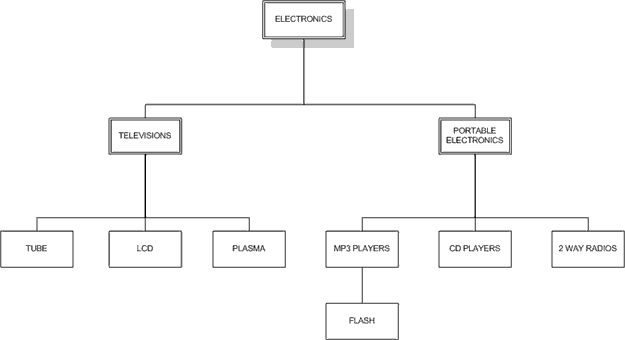 ELECTRONICS
TELEVISIONS
PORTABLE
ELECTRONICS
TUBE
LCD
PLASMA
MP3 PLAYERS
CD PLAYERS
2 WAY RADIOS
FLASH